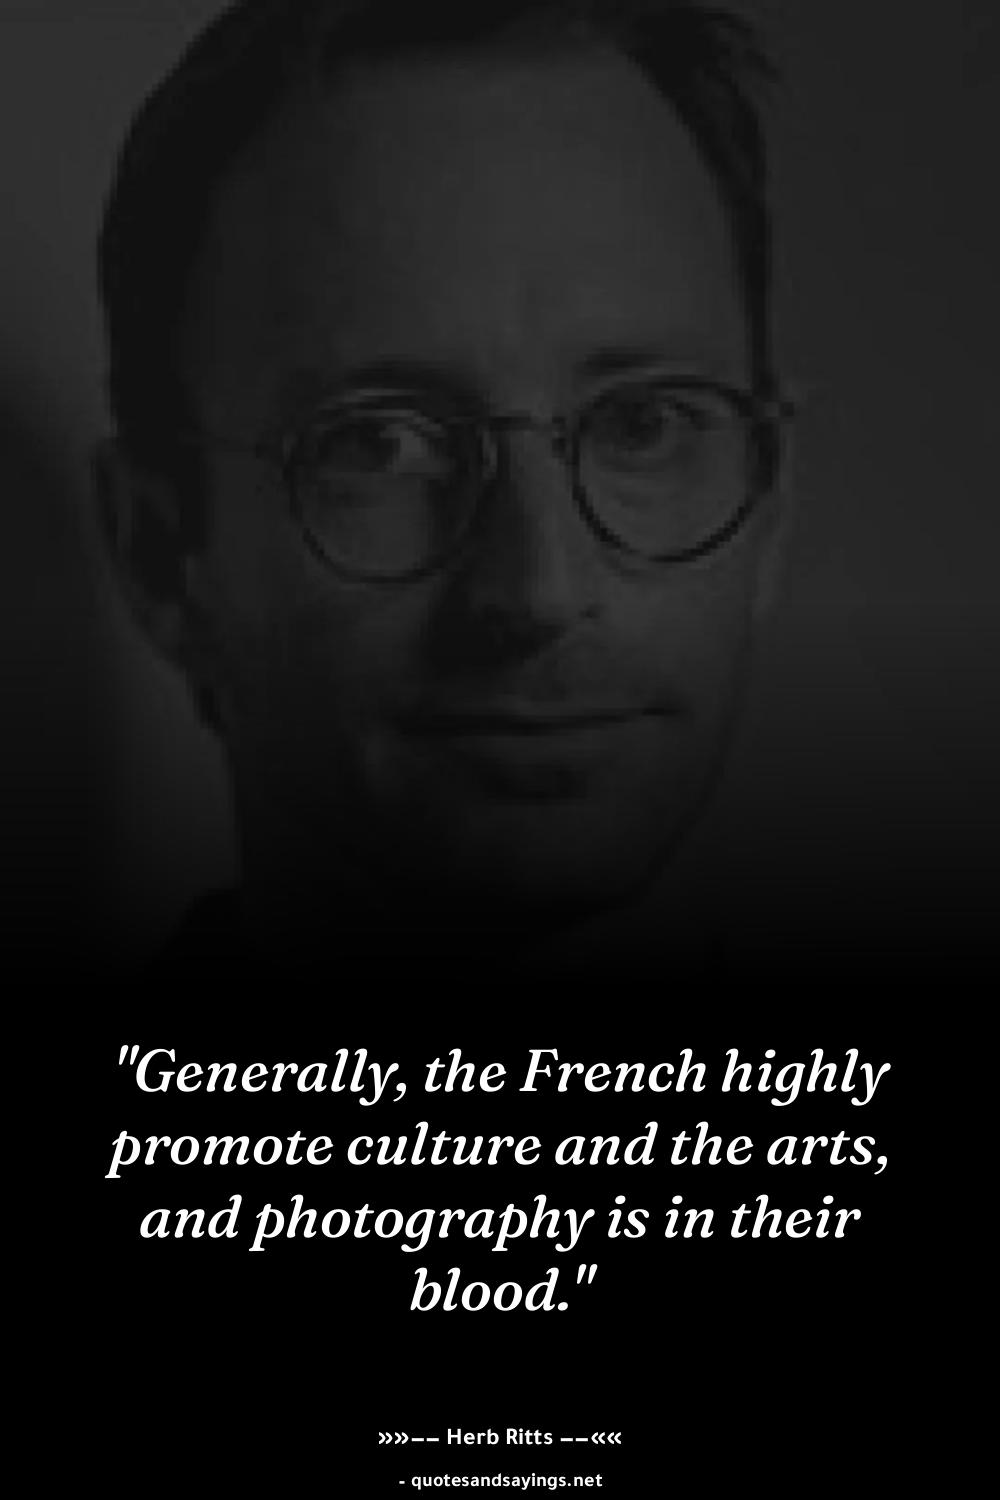 "Generally, the French highly
promote culture and the arts,
and photography is in their
blood."
»»−− Herb Ritts −−««
- quotesandsayings.net